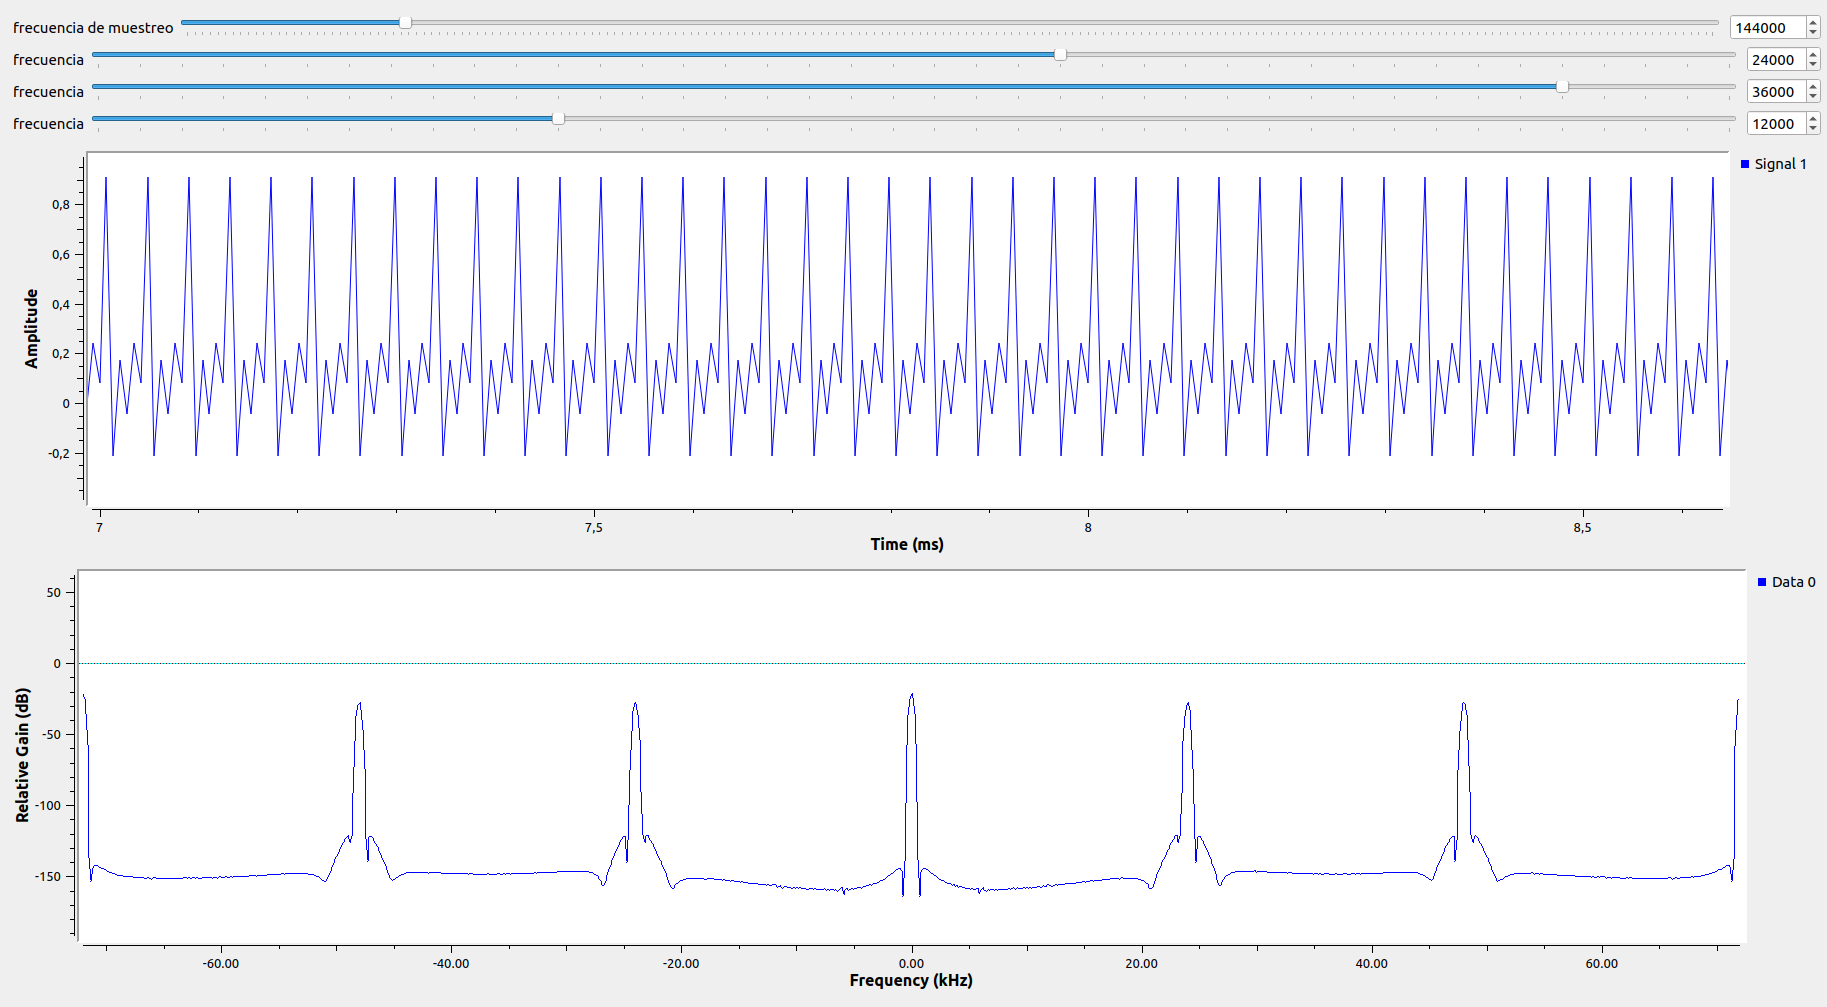 frecuencia de muestreo 144000
frecuencia 24000
frecuencia 36000
frecuencia 12000
Signal 1
0,8
0,6
0,4
0,2
0
-0,2
Amplitude
7 7,5 8 8,5
Time (ms)
Data 0
50
0
-50
-100
-150
Relative Gain (dB)
-60.00 -40.00 -20.00 0.00 20.00 40.00 60.00
Frequency (kHz)